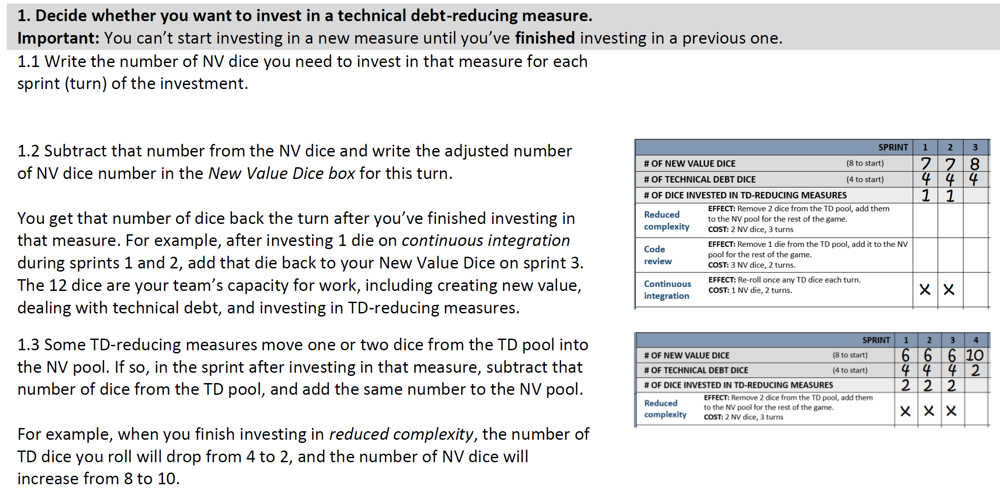 1. Decide whether you want to invest in a technical debt-reducing measure.
Important: You can't start investing in a new measure until you've finished investing in a previous one.
1.1 Write the number of NV dice you need to invest in that measure for each
sprint (turn) of the investment.
1.2 Subtract that number from the NV dice and write the adjusted number
of NV dice number in the New Value Dice box for this turn.
You get that number of dice back the turn after you've finished investing in
that measure. For example, after investing 1 die on continuous integration
during sprints 1 and 2, add that die back to your New Value Dice on sprint 3.
The 12 dice are your team's capacity for work, including creating new value,
dealing with technical debt, and investing in TD-reducing measures.
SPRINT 1 2 3
# OF NEW VALUE DICE (8 to start) 7 7 8
# OF TECHNICAL DEBT DICE (4 to start) 4 4 4
# OF DICE INVESTED IN TD-REDUCING MEASURES 1 1
Reduced
complexity
EFFECT: Remove 2 dice from the TD pool, add them
to the NV pool for the rest of the game.
COST: 2 NV dice, 3 turns
Code
review
EFFECT: Remove 1 die from the TD pool, add it to the NV
pool for the rest of the game.
COST: 3 NV dice, 2 turns.
Continuous
integration
EFFECT: Re-roll once any TD dice each turn.
COST: 1 NV die, 2 turns.
X X
1.3 Some TD-reducing measures move one or two dice from the TD pool into
the NV pool. If so, in the sprint after investing in that measure, subtract that
number of dice from the TD pool, and add the same number to the NV pool.
For example, when you finish investing in reduced complexity, the number of
TD dice you roll will drop from 4 to 2, and the number of NV dice will
increase from 8 to 10.
SPRINT 1 2 3 4
# OF NEW VALUE DICE (8 to start) 6 6 6 10
# OF TECHNICAL DEBT DICE (4 to start) 4 4 4 2
# OF DICE INVESTED IN TD-REDUCING MEASURES 2 2 2
Reduced
complexity
EFFECT: Remove 2 dice from the TD pool, add them
to the NV pool for the rest of the game.
COST: 2 NV dice, 3 turns
X X X